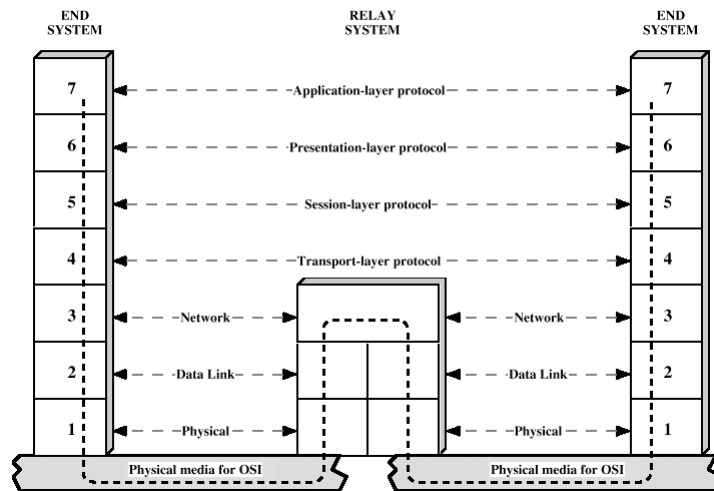 END
SYSTEM
RELAY
SYSTEM
END
SYSTEM
7
Application-layer protocol
7
6
Presentation-layer protocol
6
5
Session-layer protocol
5
4
Transport-layer protocol
4
3
Network
Network
3
2
Data Link
Data Link
2
1
Physical
Physical
1
Physical media for OSI
Physical media for OSI